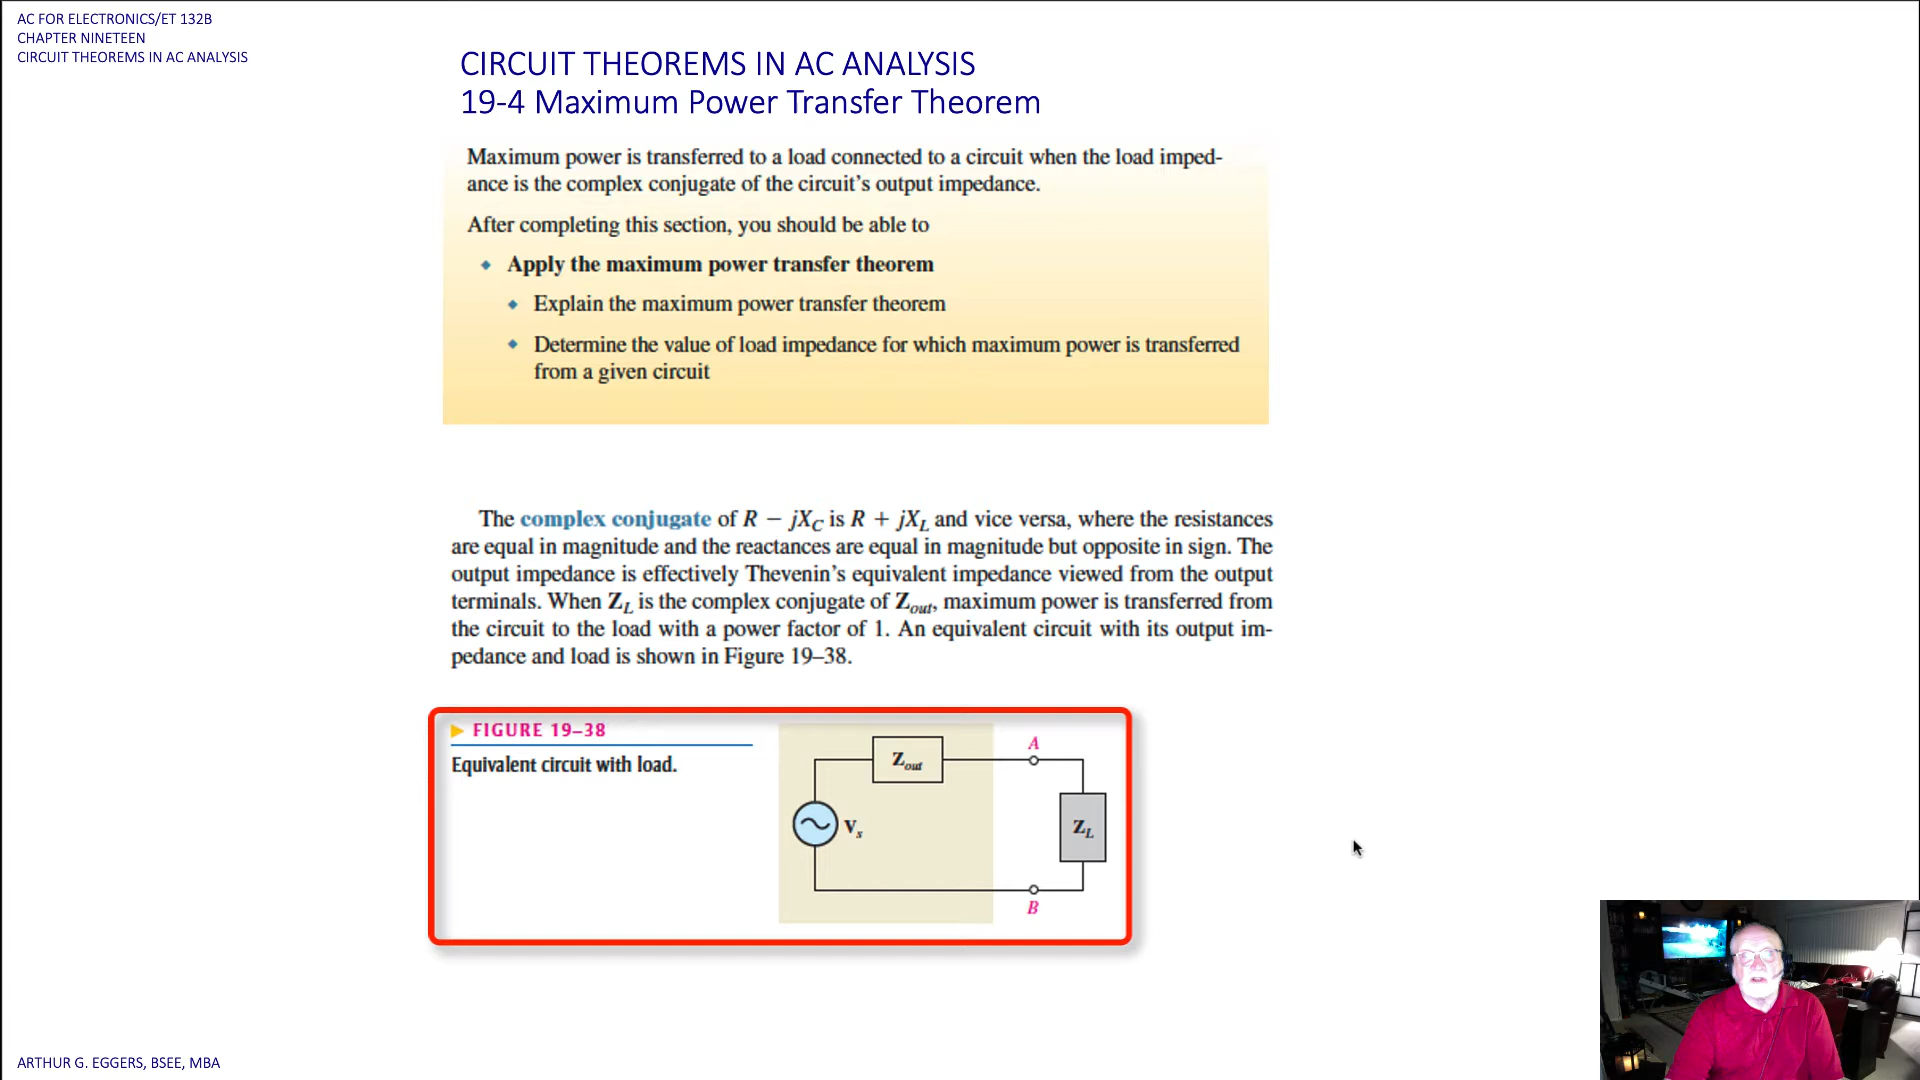 AC FOR ELECTRONICS/ET 132B
CHAPTER NINETEEN
CIRCUIT THEOREMS IN AC ANALYSIS
CIRCUIT THEOREMS IN AC ANALYSIS
19-4 Maximum Power Transfer Theorem
Maximum power is transferred to a load connected to a circuit when the load imped-
ance is the complex conjugate of the circuit's output impedance.
After completing this section, you should be able to
Apply the maximum power transfer theorem
Explain the maximum power transfer theorem
Determine the value of load impedance for which maximum power is transferred
from a given circuit
The complex conjugate of R − jX_C is R + jX_L and vice versa, where the resistances
are equal in magnitude and the reactances are equal in magnitude but opposite in sign. The
output impedance is effectively Thevenin's equivalent impedance viewed from the output
terminals. When Z_L is the complex conjugate of Z_out, maximum power is transferred from
the circuit to the load with a power factor of 1. An equivalent circuit with its output im-
pedance and load is shown in Figure 19–38.
FIGURE 19–38
Equivalent circuit with load.
Z_out
A
V_s
Z_L
B
ARTHUR G. EGGERS, BSEE, MBA